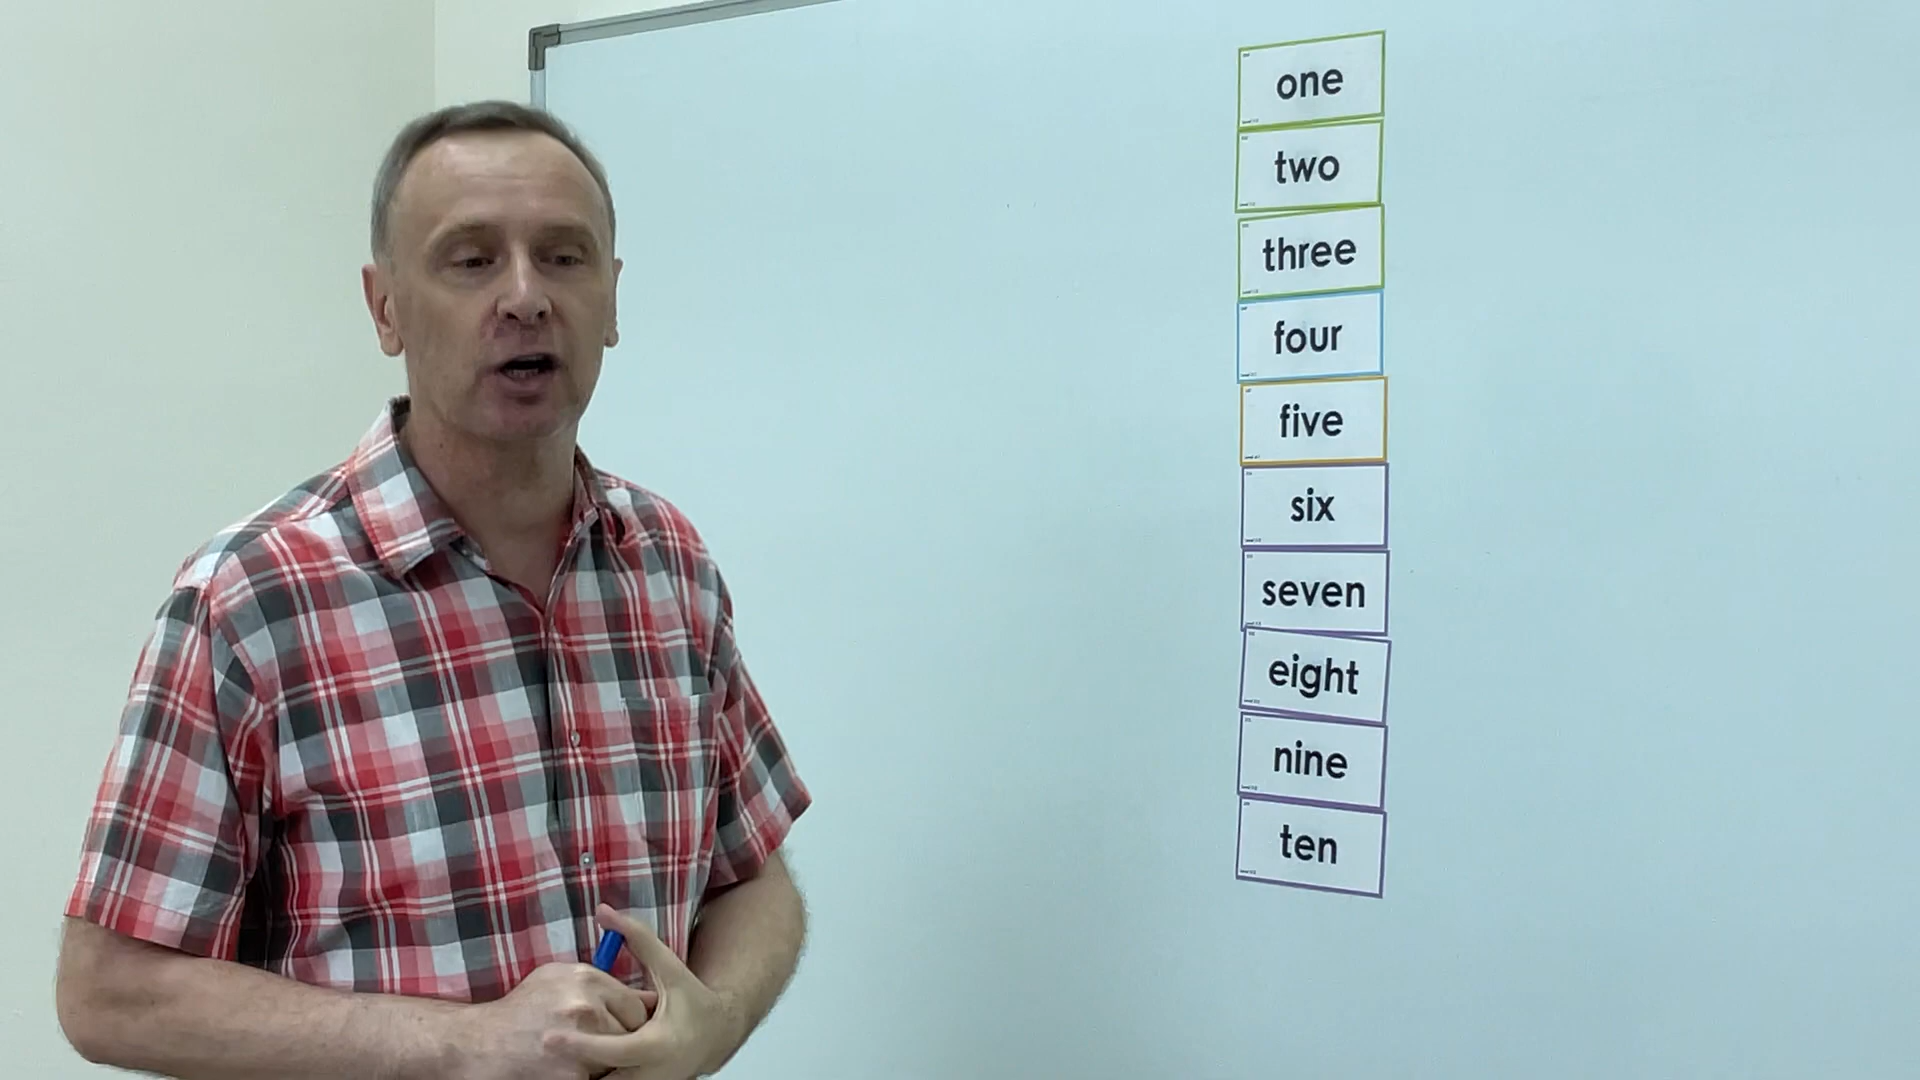 one
two
three
four
five
six
seven
eight
nine
ten